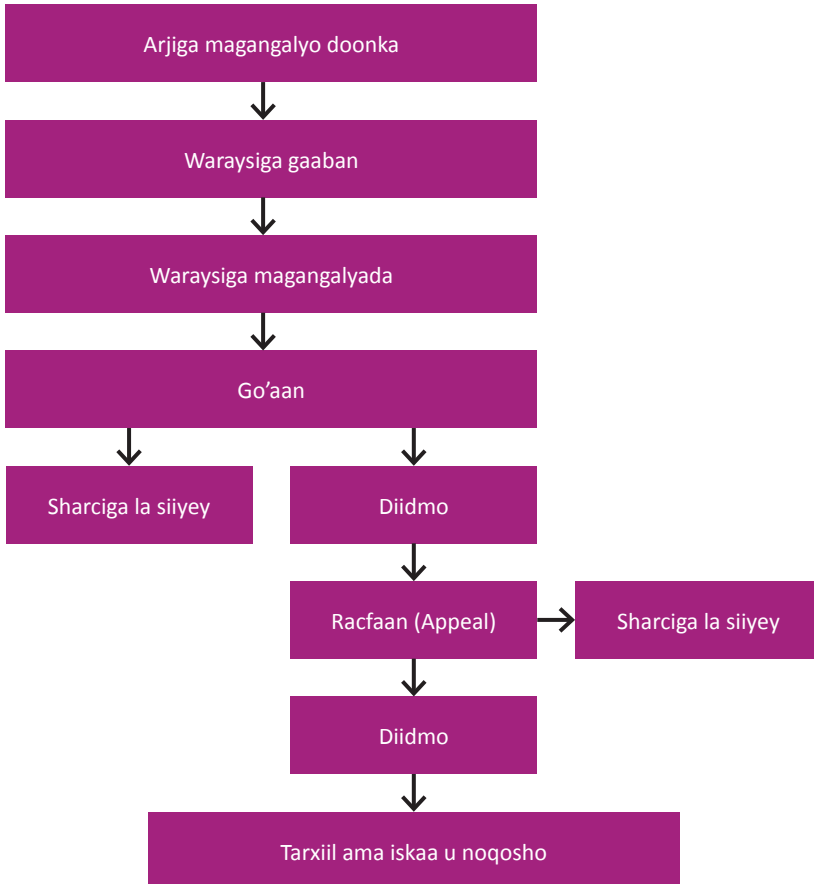 Arjiga magangalyo doonka
Waraysiga gaaban
Waraysiga magangalyada
Go’aan
Sharciga la siiyey
Diidmo
Racfaan (Appeal)
Sharciga la siiyey
Diidmo
Tarxiil ama iskaa u noqosho